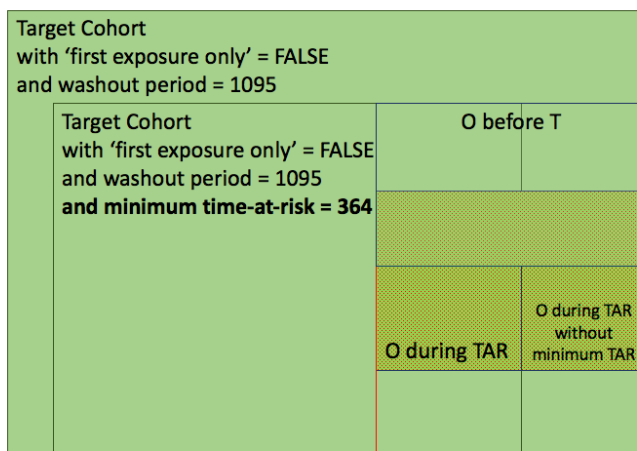 Target Cohort
with ‘first exposure only’ = FALSE
and washout period = 1095
Target Cohort
with ‘first exposure only’ = FALSE
and washout period = 1095
and minimum time-at-risk = 364
O before T
O during TAR
O during TAR
without
minimum TAR